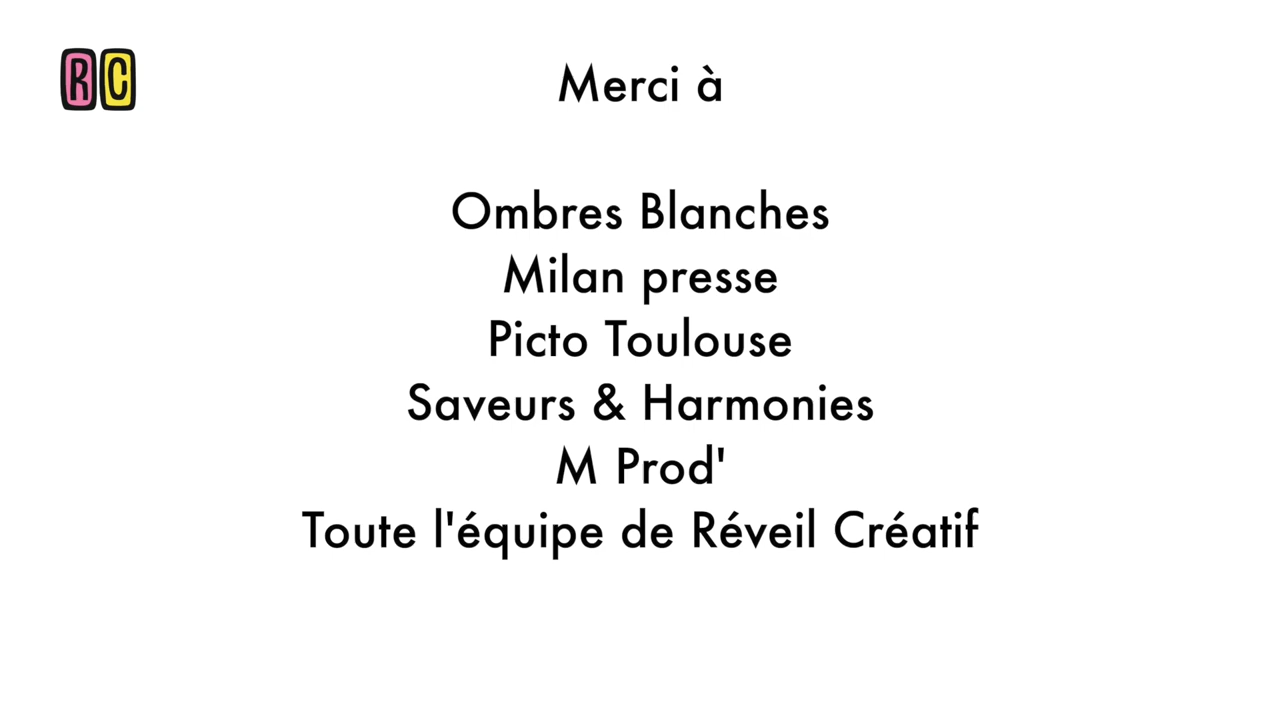 RC
Merci à
Ombres Blanches
Milan presse
Picto Toulouse
Saveurs & Harmonies
M Prod'
Toute l'équipe de Réveil Créatif